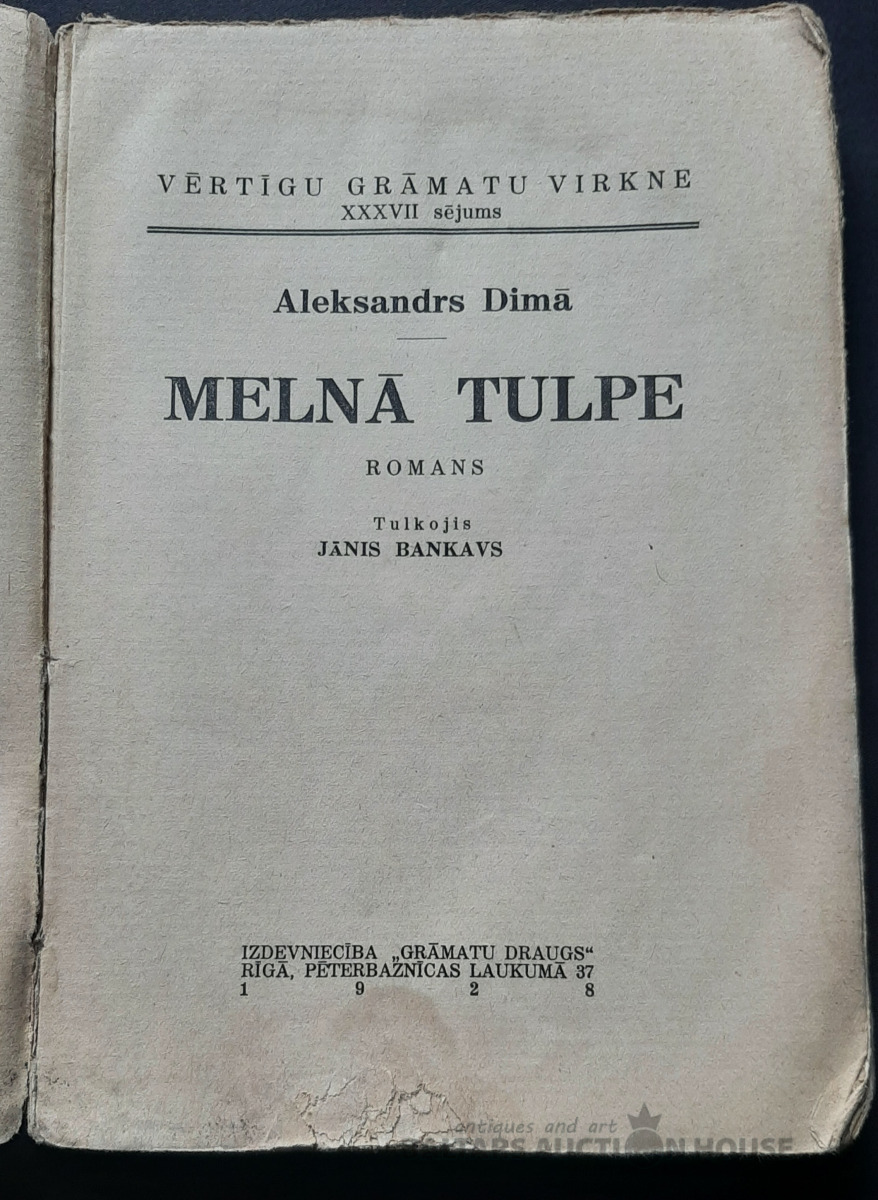 VĒRTĪGU GRĀMATU VIRKNE
XXXVII sējums
Aleksandrs Dimā
MELNĀ TULPE
ROMANS
Tulkojis
JĀNIS BANKAVS
IZDEVNIECĪBA „GRĀMATU DRAUGS“
RĪGĀ, PĒTERBAZNĪCAS LAUKUMĀ 37
1 9 2 8
antiques and art
AUCTION HOUSE